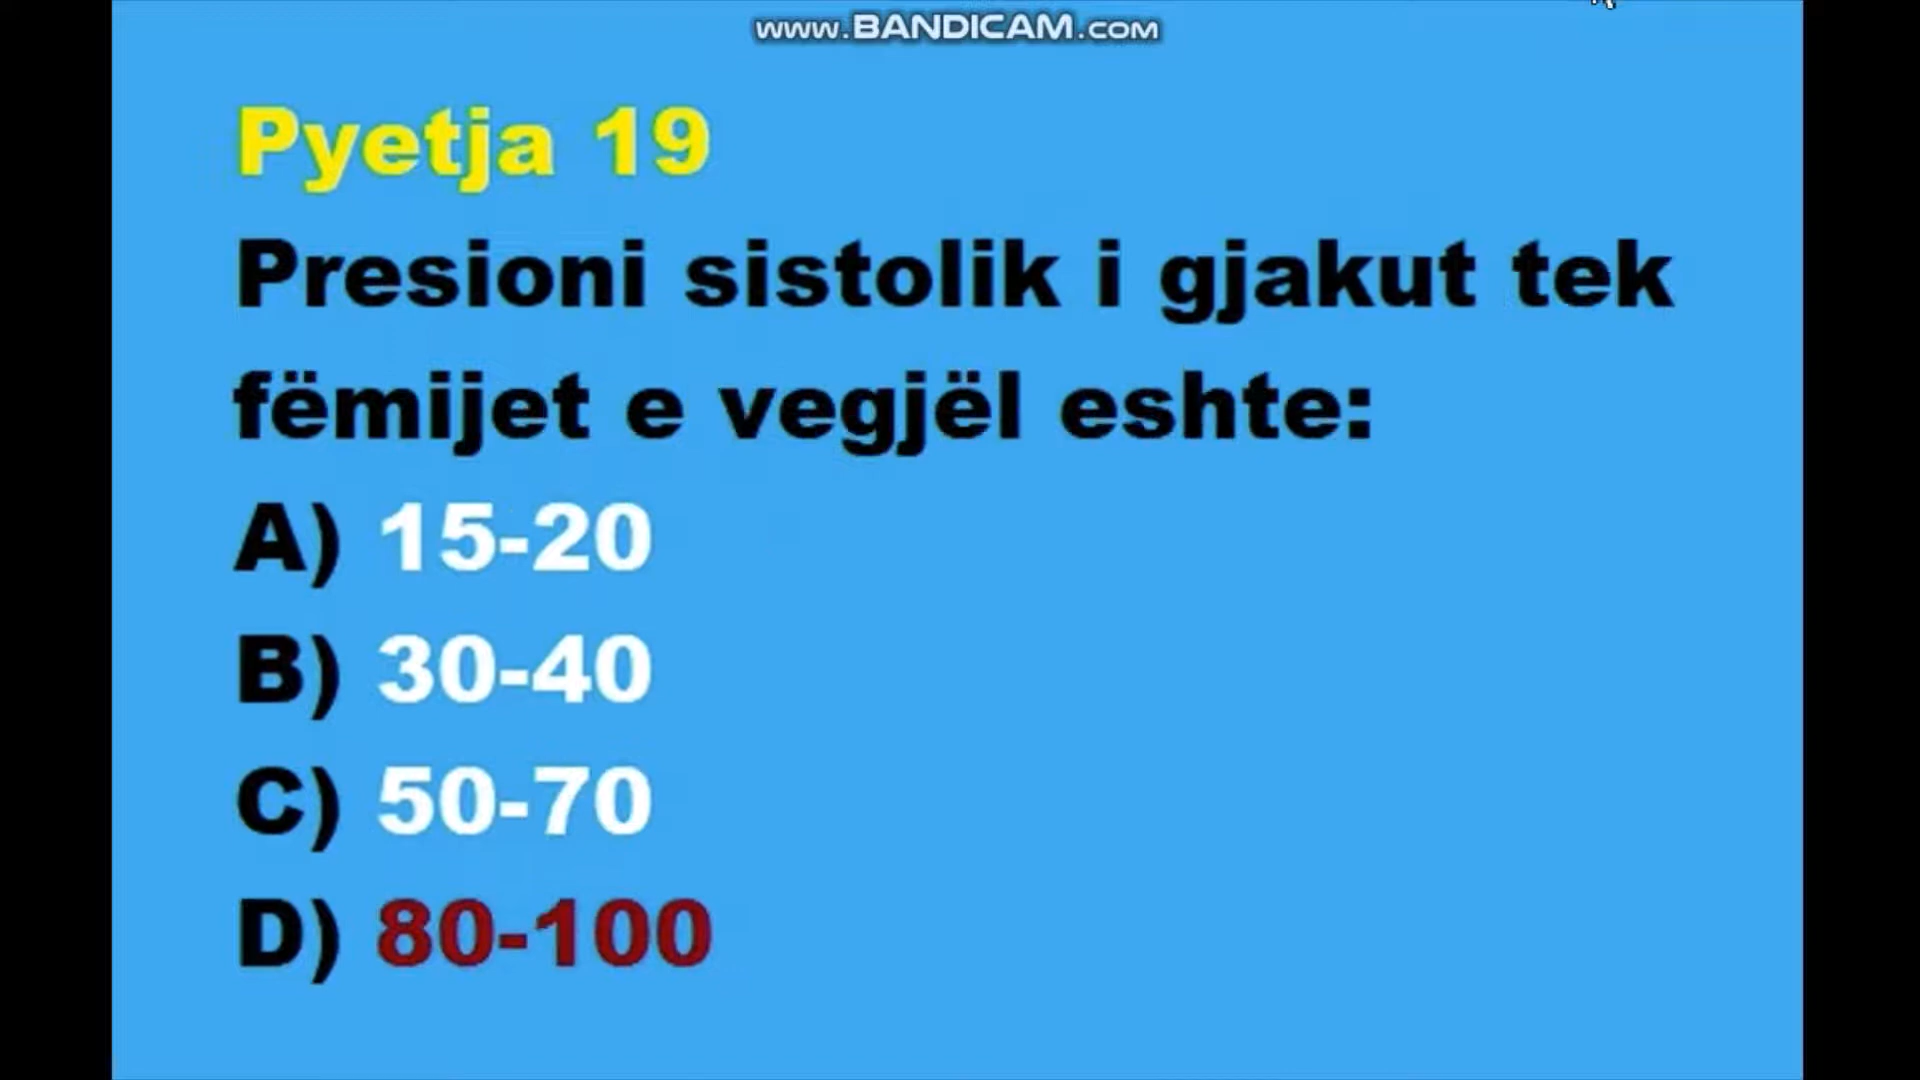 www.BANDICAM.com
Pyetja 19
Presioni sistolik i gjakut tek
fëmijet e vegjël eshte:
A) 15-20
B) 30-40
C) 50-70
D) 80-100